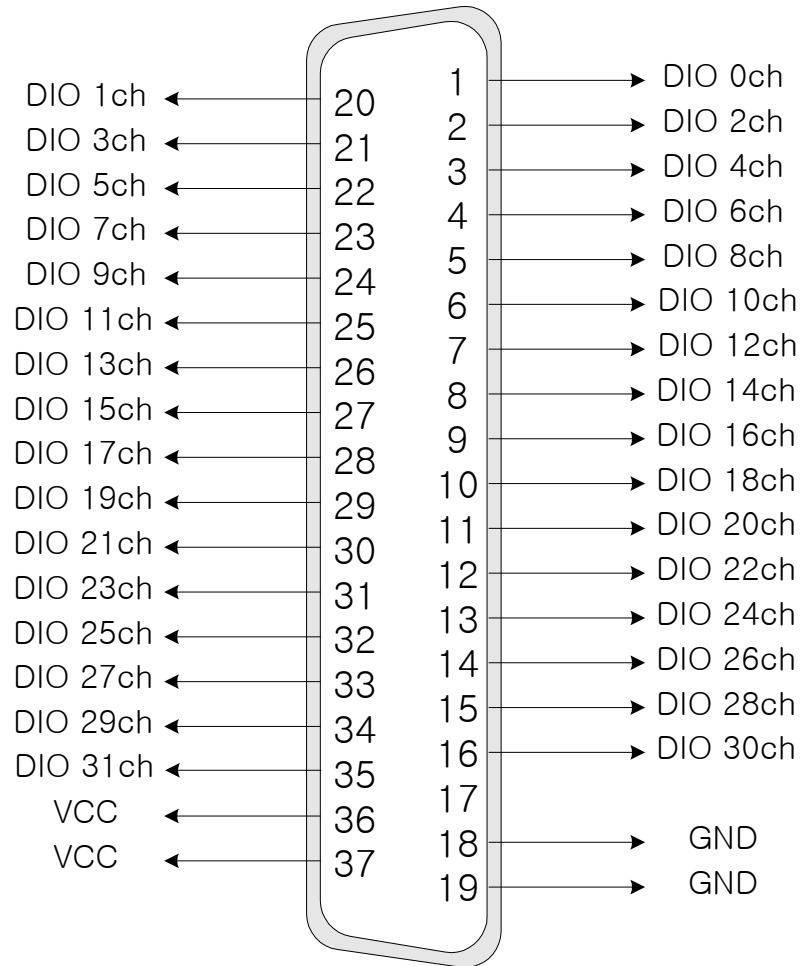 1 DIO 0ch
DIO 1ch 20
2 DIO 2ch
DIO 3ch 21
3 DIO 4ch
DIO 5ch 22
4 DIO 6ch
DIO 7ch 23
5 DIO 8ch
DIO 9ch 24
6 DIO 10ch
DIO 11ch 25
7 DIO 12ch
DIO 13ch 26
8 DIO 14ch
DIO 15ch 27
9 DIO 16ch
DIO 17ch 28
10 DIO 18ch
DIO 19ch 29
11 DIO 20ch
DIO 21ch 30
12 DIO 22ch
DIO 23ch 31
13 DIO 24ch
DIO 25ch 32
14 DIO 26ch
DIO 27ch 33
15 DIO 28ch
DIO 29ch 34
16 DIO 30ch
DIO 31ch 35
17
VCC 36
18 GND
VCC 37
19 GND